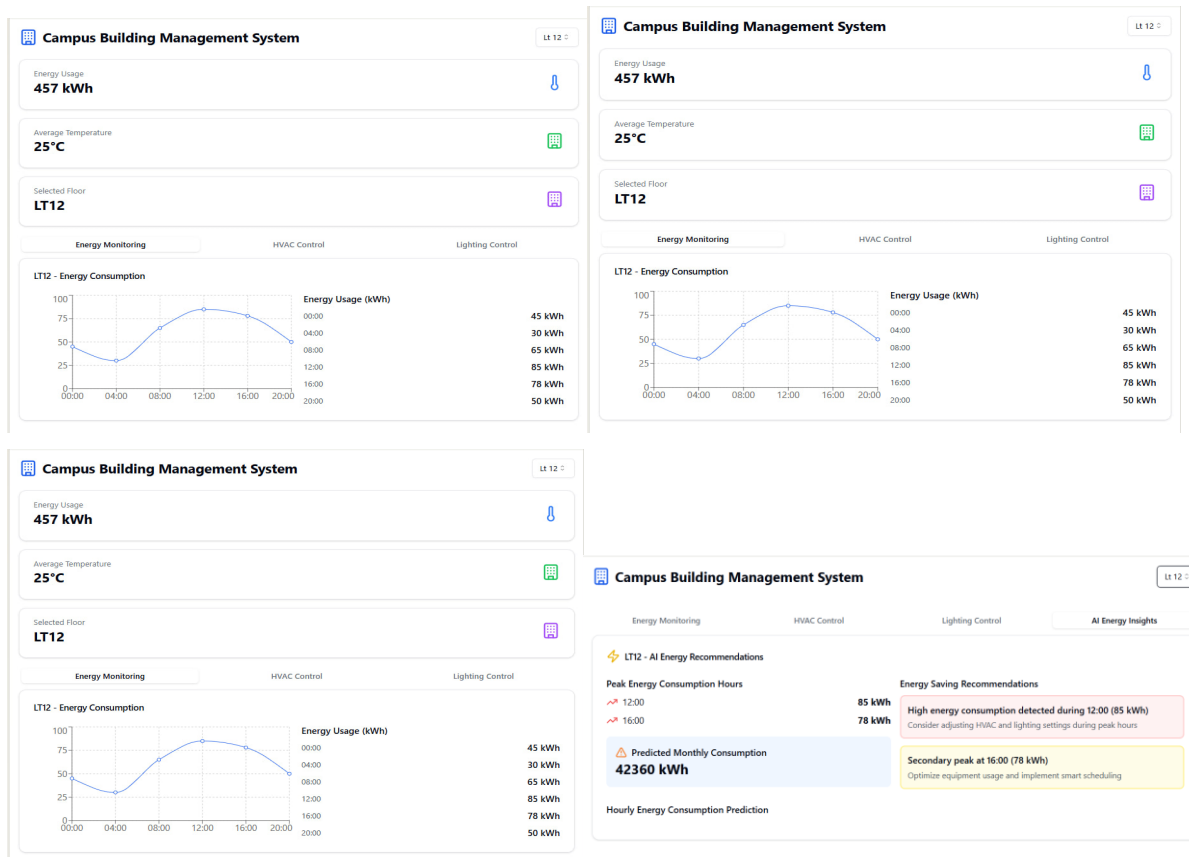 Campus Building Management System
Lt 12
Energy Usage
457 kWh
Average Temperature
25°C
Selected Floor
LT12
Energy Monitoring HVAC Control Lighting Control
LT12 - Energy Consumption
100
75
50
25
0
00:00 04:00 08:00 12:00 16:00 20:00
Energy Usage (kWh)
00:00 45 kWh
04:00 30 kWh
08:00 65 kWh
12:00 85 kWh
16:00 78 kWh
20:00 50 kWh
Campus Building Management System
Lt 12
Energy Usage
457 kWh
Average Temperature
25°C
Selected Floor
LT12
Energy Monitoring HVAC Control Lighting Control
LT12 - Energy Consumption
100
75
50
25
0
00:00 04:00 08:00 12:00 16:00 20:00
Energy Usage (kWh)
00:00 45 kWh
04:00 30 kWh
08:00 65 kWh
12:00 85 kWh
16:00 78 kWh
20:00 50 kWh
Campus Building Management System
Lt 12
Energy Usage
457 kWh
Average Temperature
25°C
Selected Floor
LT12
Energy Monitoring HVAC Control Lighting Control
LT12 - Energy Consumption
100
75
50
25
0
00:00 04:00 08:00 12:00 16:00 20:00
Energy Usage (kWh)
00:00 45 kWh
04:00 30 kWh
08:00 65 kWh
12:00 85 kWh
16:00 78 kWh
20:00 50 kWh
Campus Building Management System
Lt 12
Energy Monitoring HVAC Control Lighting Control AI Energy Insights
LT12 - AI Energy Recommendations
Peak Energy Consumption Hours
12:00 85 kWh
16:00 78 kWh
Predicted Monthly Consumption
42360 kWh
Hourly Energy Consumption Prediction
Energy Saving Recommendations
High energy consumption detected during 12:00 (85 kWh)
Consider adjusting HVAC and lighting settings during peak hours
Secondary peak at 16:00 (78 kWh)
Optimize equipment usage and implement smart scheduling